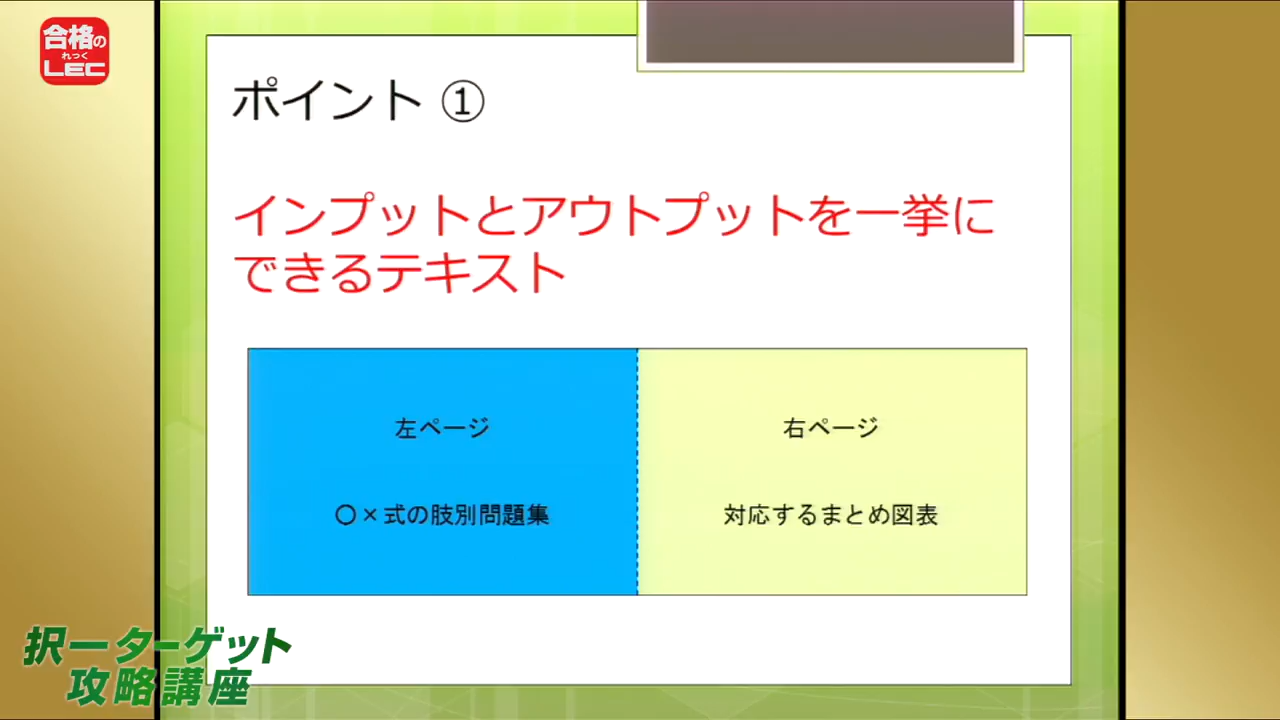 合格の
れっく
LEC
ポイント ①
インプットとアウトプットを一挙に
できるテキスト
左ページ
右ページ
〇×式の肢別問題集
対応するまとめ図表
択一ターゲット
攻略講座